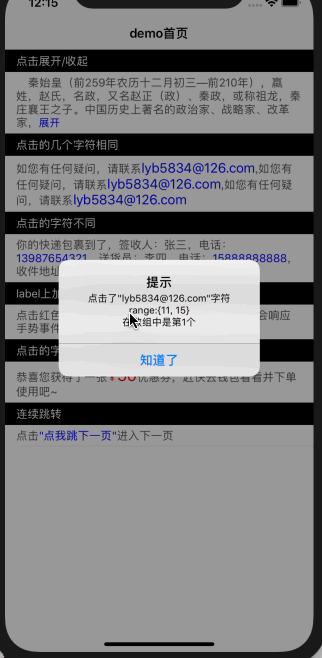 12:15
demo首页
点击展开/收起
秦始皇（前259年农历十二月初三—前210年），嬴
姓，赵氏，名政，又名赵正（政）、秦政，或称祖龙，秦
庄襄王之子。中国历史上著名的政治家、战略家、改革
家，展开
点击的几个字符相同
如您有任何疑问，请联系lyb5834@126.com,如您有
任何疑问，请联系lyb5834@126.com,如您有任何疑
问，请联系lyb5834@126.com
点击的字符不同
你的快递包裹到了，签收人：张三，电话：
13987654321，送货员：李四，电话：15888888888，
收件地址
label上加
点击红色
会响应
手势事件
点击的字
恭喜您获得了一张¥50优惠券，赶快去钱包看看并下单
使用吧~
连续跳转
点击"点我跳下一页"进入下一页
提示
点击了"lyb5834@126.com"字符
range:{11, 15}
在数组中是第1个
知道了